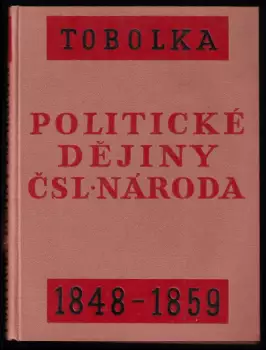 TOBOLKA
POLITICKÉ
DĚJINY
ČSL·NÁRODA
1848-1859